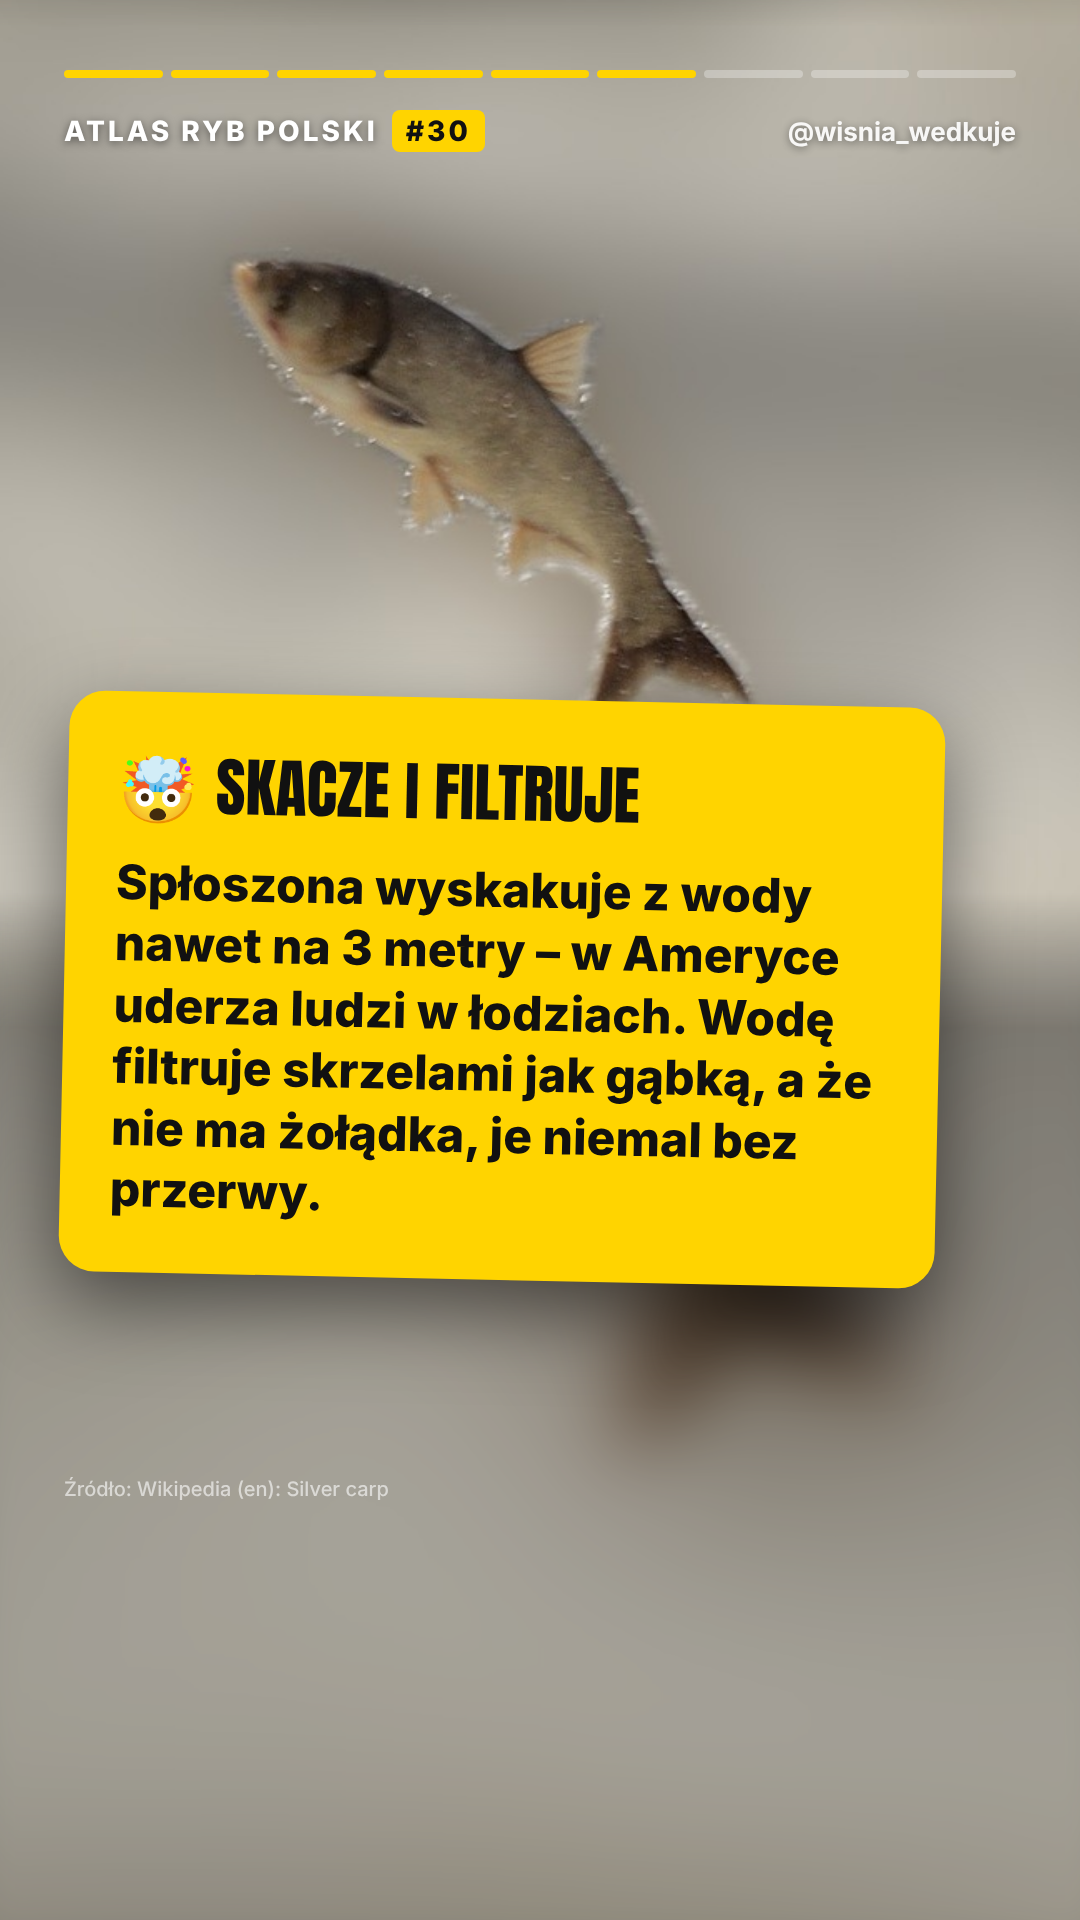 ATLAS RYB POLSKI #30
@wisnia_wedkuje
🤯 SKACZE I FILTRUJE
Spłoszona wyskakuje z wody
nawet na 3 metry – w Ameryce
uderza ludzi w łodziach. Wodę
filtruje skrzelami jak gąbką, a że
nie ma żołądka, je niemal bez
przerwy.
Źródło: Wikipedia (en): Silver carp